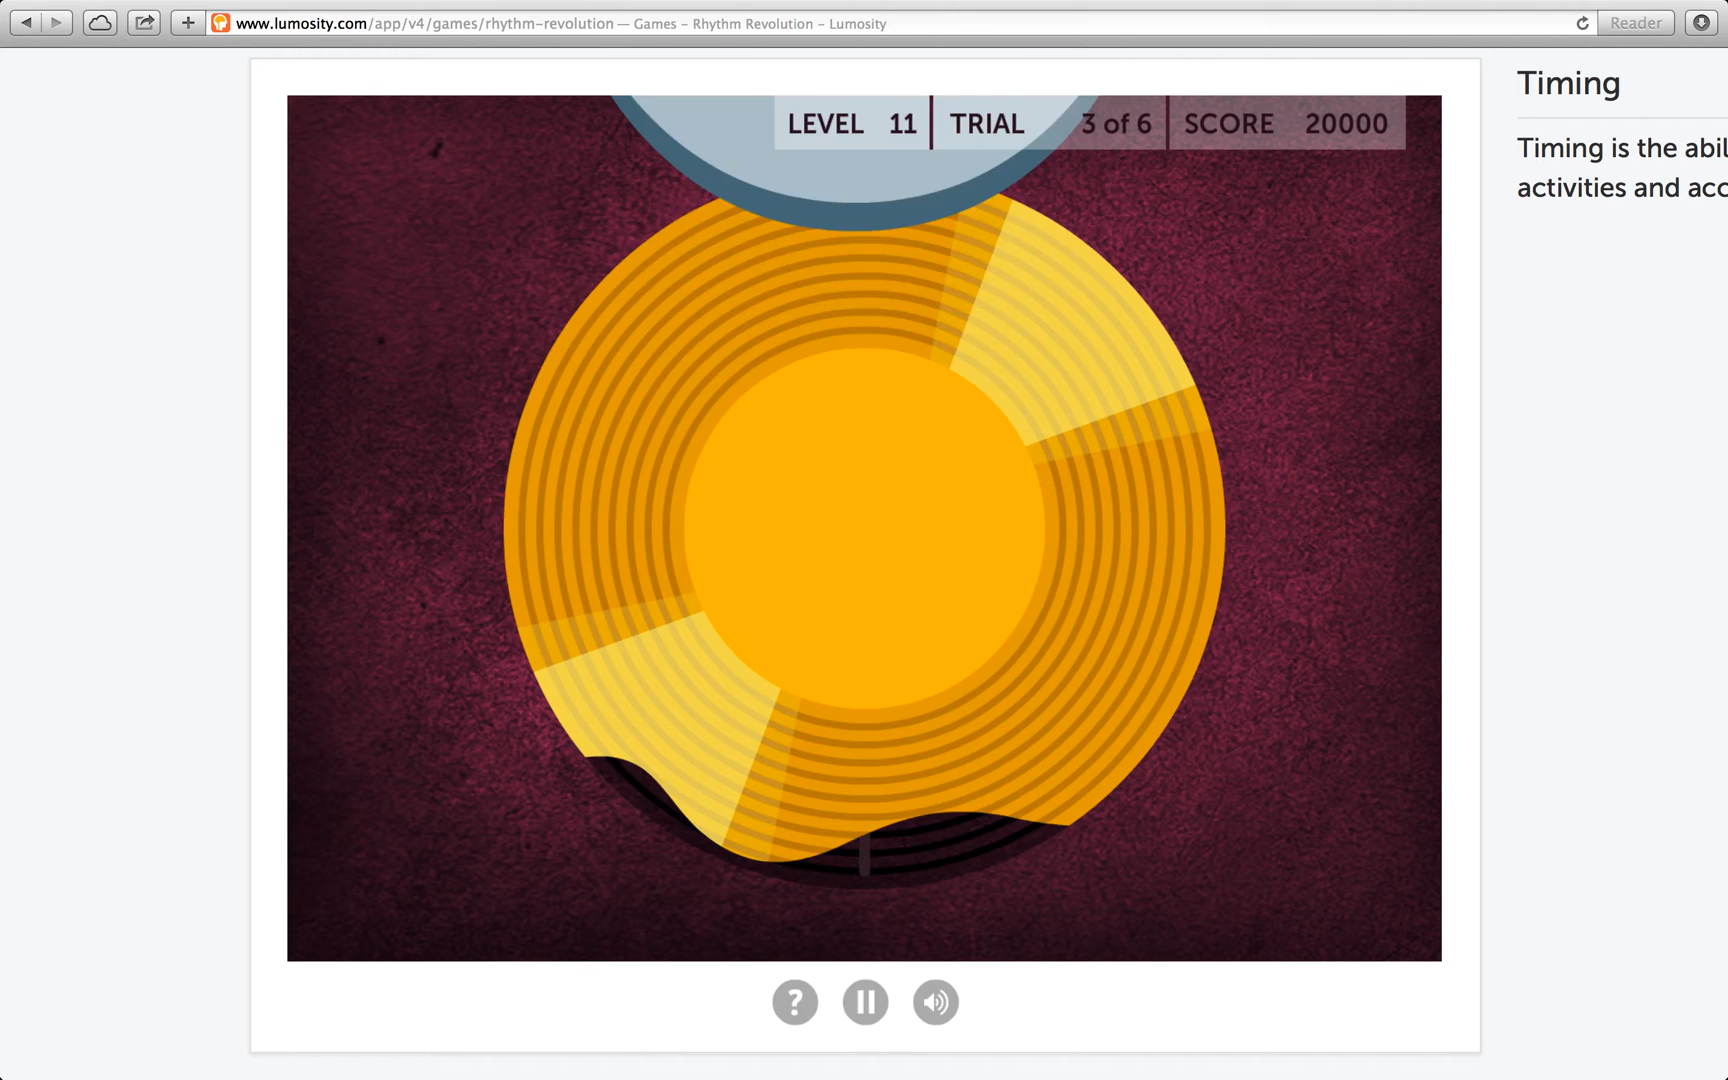 www.lumosity.com/app/v4/games/rhythm-revolution — Games – Rhythm Revolution – Lumosity
Reader
Timing
LEVEL 11 TRIAL 3 of 6 SCORE 20000
Timing is the abil
activities and acc
?